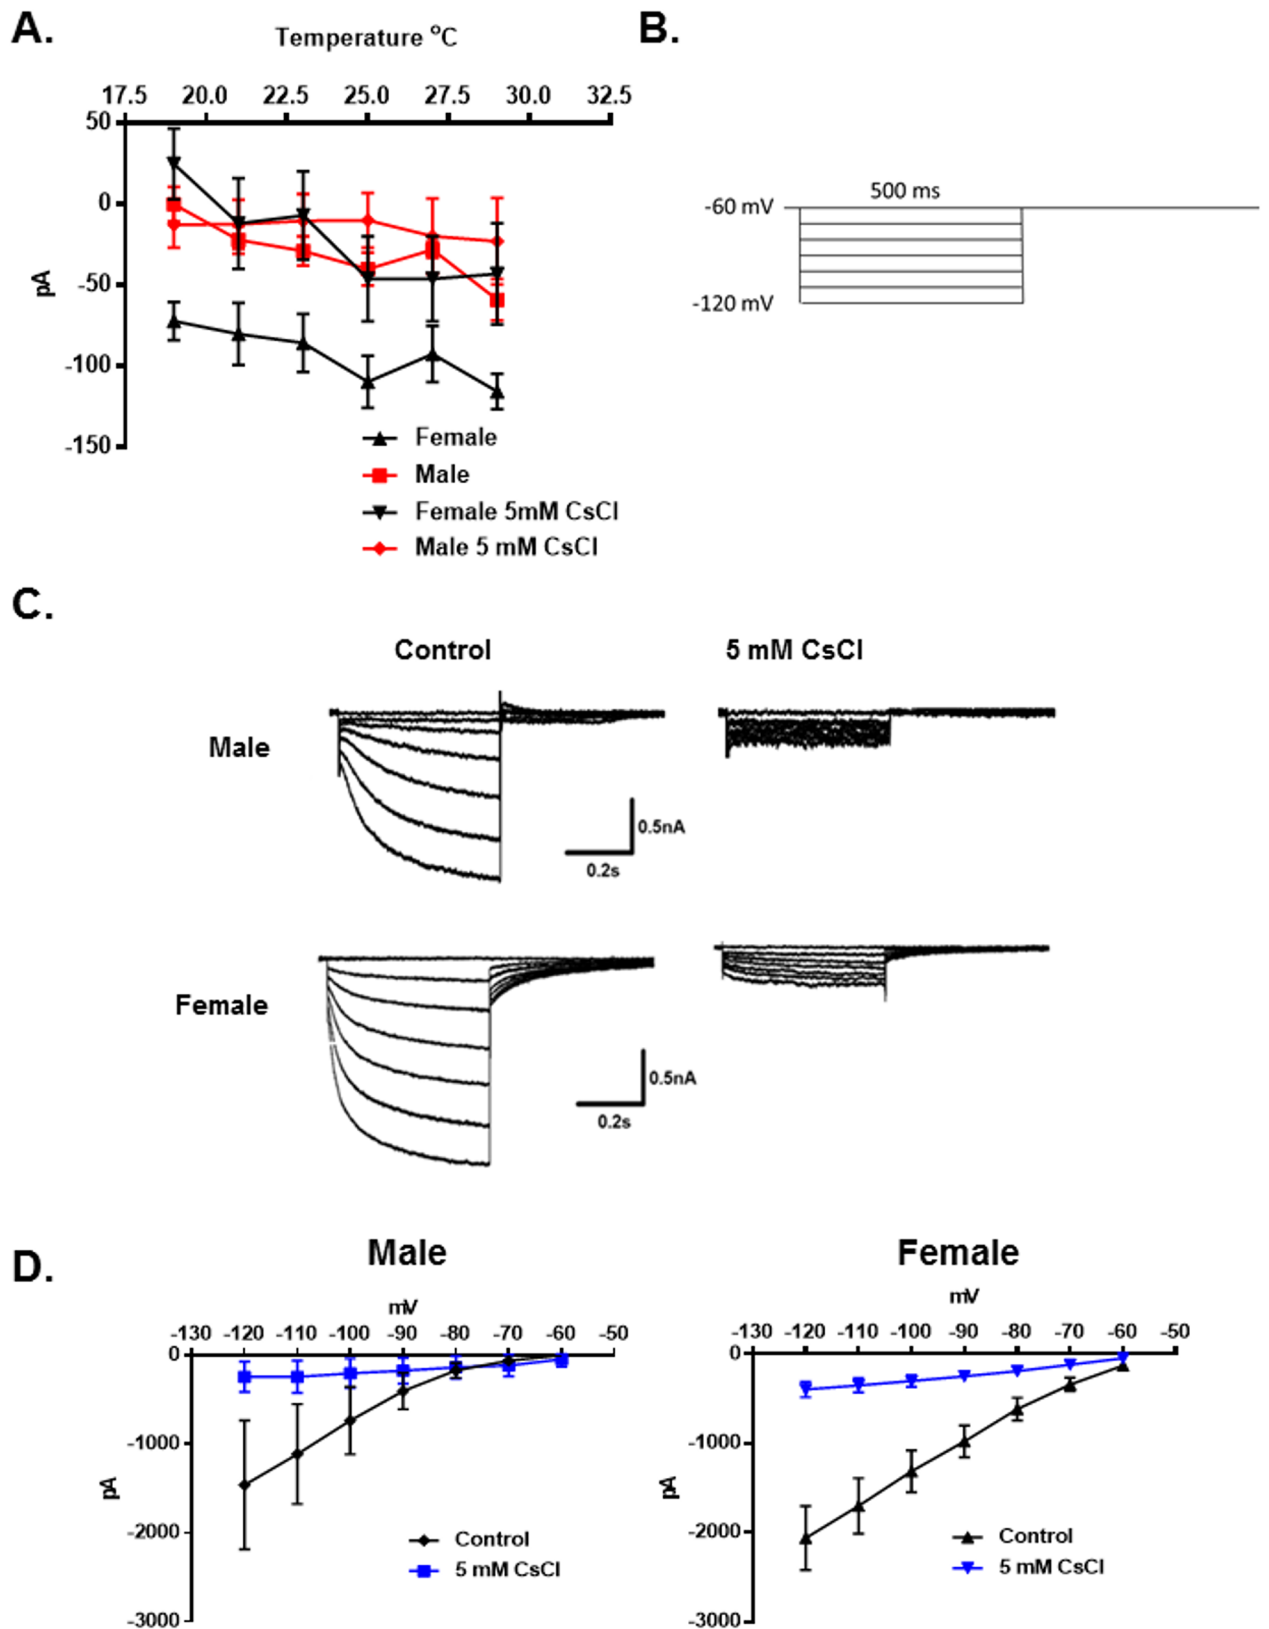 A.
Temperature ºC
17.5 20.0 22.5 25.0 27.5 30.0 32.5
50
0
-50
-100
-150
pA
Female
Male
Female 5mM CsCl
Male 5 mM CsCl
B.
500 ms
-60 mV
-120 mV
C.
Control 5 mM CsCl
Male
0.5nA
0.2s
Female
0.5nA
0.2s
D.
Male
mV
-130 -120 -110 -100 -90 -80 -70 -60 -50
0
-1000
-2000
-3000
pA
Control
5 mM CsCl
Female
mV
-130 -120 -110 -100 -90 -80 -70 -60 -50
0
-1000
-2000
-3000
pA
Control
5 mM CsCl